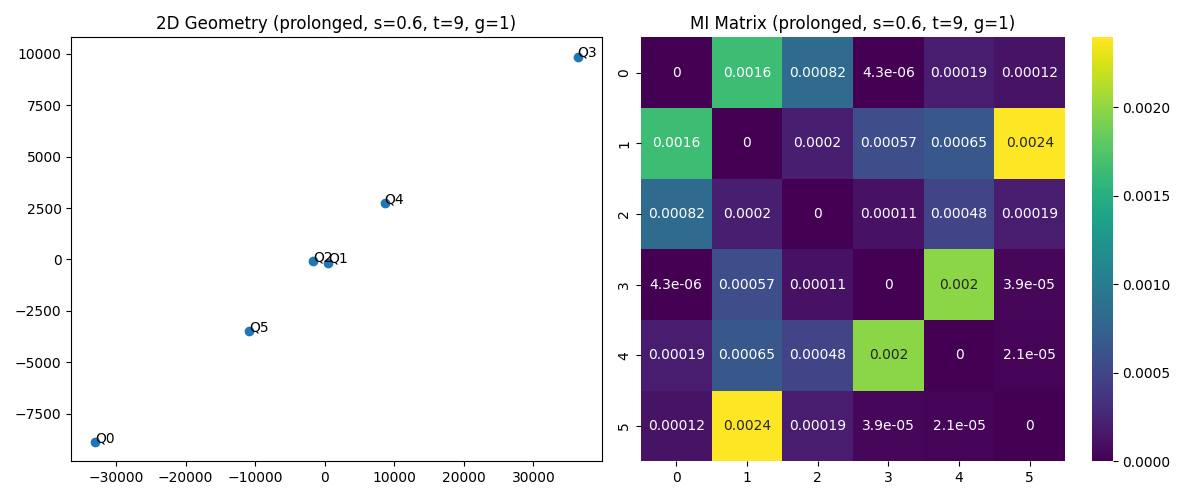 2D Geometry (prolonged, s=0.6, t=9, g=1)
10000
7500
5000
2500
0
−2500
−5000
−7500
−30000 −20000 −10000 0 10000 20000 30000
Q3
Q4
Q2 Q1
Q5
Q0
MI Matrix (prolonged, s=0.6, t=9, g=1)
0 0 0.0016 0.00082 4.3e-06 0.00019 0.00012
1 0.0016 0 0.0002 0.00057 0.00065 0.0024
2 0.00082 0.0002 0 0.00011 0.00048 0.00019
3 4.3e-06 0.00057 0.00011 0 0.002 3.9e-05
4 0.00019 0.00065 0.00048 0.002 0 2.1e-05
5 0.00012 0.0024 0.00019 3.9e-05 2.1e-05 0
0 1 2 3 4 5
0.0020
0.0015
0.0010
0.0005
0.0000